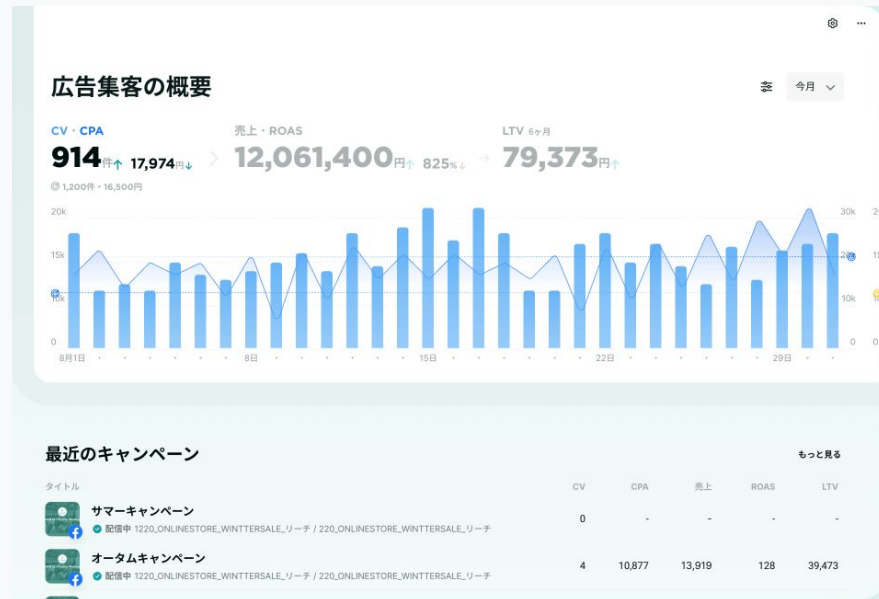 広告集客の概要
今月
CV・CPA
売上・ROAS
LTV 6ヶ月
914件↑ 17,974円↓
12,061,400円↑ 825%↓
79,373円↑
1,200件・16,500円
20k
30k
15k
20k
10k
10k
0
0
0
8月1日
8日
15日
22日
29日
最近のキャンペーン
もっと見る
タイトル
CV
CPA
売上
ROAS
LTV
サマーキャンペーン
0
-
-
-
-
配信中 1220_ONLINESTORE_WINTTERSALE_リーチ / 220_ONLINESTORE_WINTTERSALE_リーチ
オータムキャンペーン
4
10,877
13,919
128
39,473
配信中 1220_ONLINESTORE_WINTTERSALE_リーチ / 220_ONLINESTORE_WINTTERSALE_リーチ